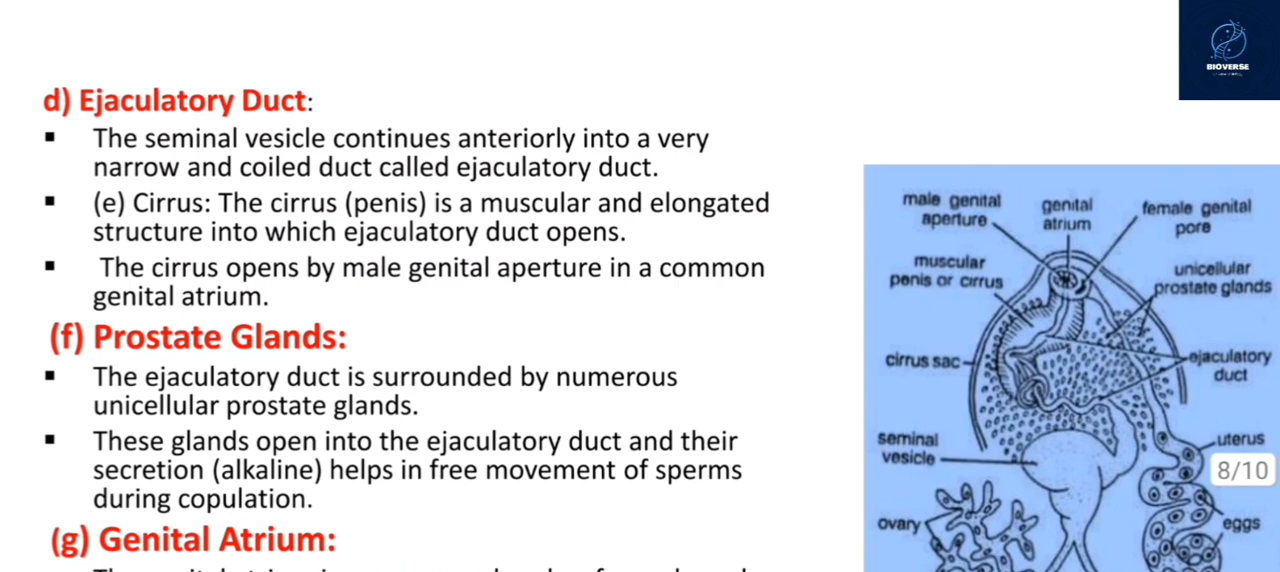 BIOVERSE
d) Ejaculatory Duct:
▪ The seminal vesicle continues anteriorly into a very
narrow and coiled duct called ejaculatory duct.
▪ (e) Cirrus: The cirrus (penis) is a muscular and elongated
structure into which ejaculatory duct opens.
▪ The cirrus opens by male genital aperture in a common
genital atrium.
(f) Prostate Glands:
▪ The ejaculatory duct is surrounded by numerous
unicellular prostate glands.
▪ These glands open into the ejaculatory duct and their
secretion (alkaline) helps in free movement of sperms
during copulation.
(g) Genital Atrium:
male genital
aperture
genital
atrium
female genital
pore
muscular
penis or cirrus
unicellular
prostate glands
cirrus sac
ejaculatory
duct
seminal
vesicle
uterus
8/10
ovary
eggs